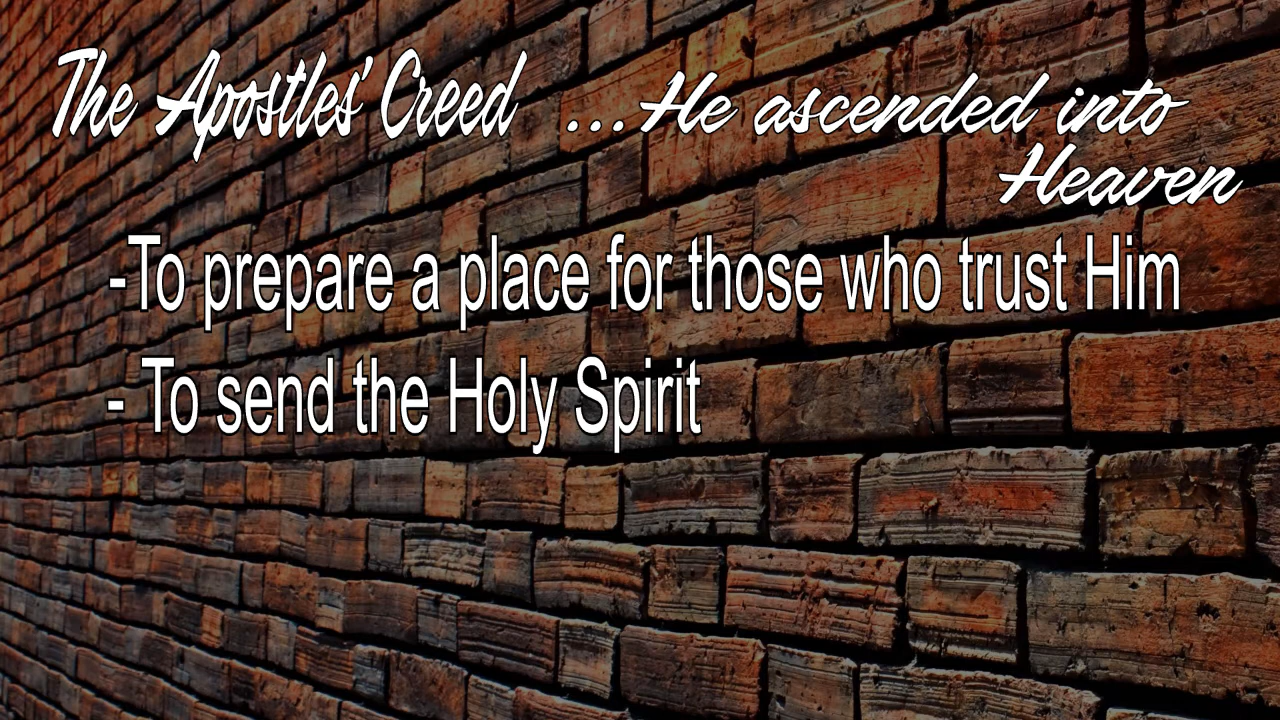 The Apostles' Creed ...He ascended into
Heaven
-To prepare a place for those who trust Him
- To send the Holy Spirit